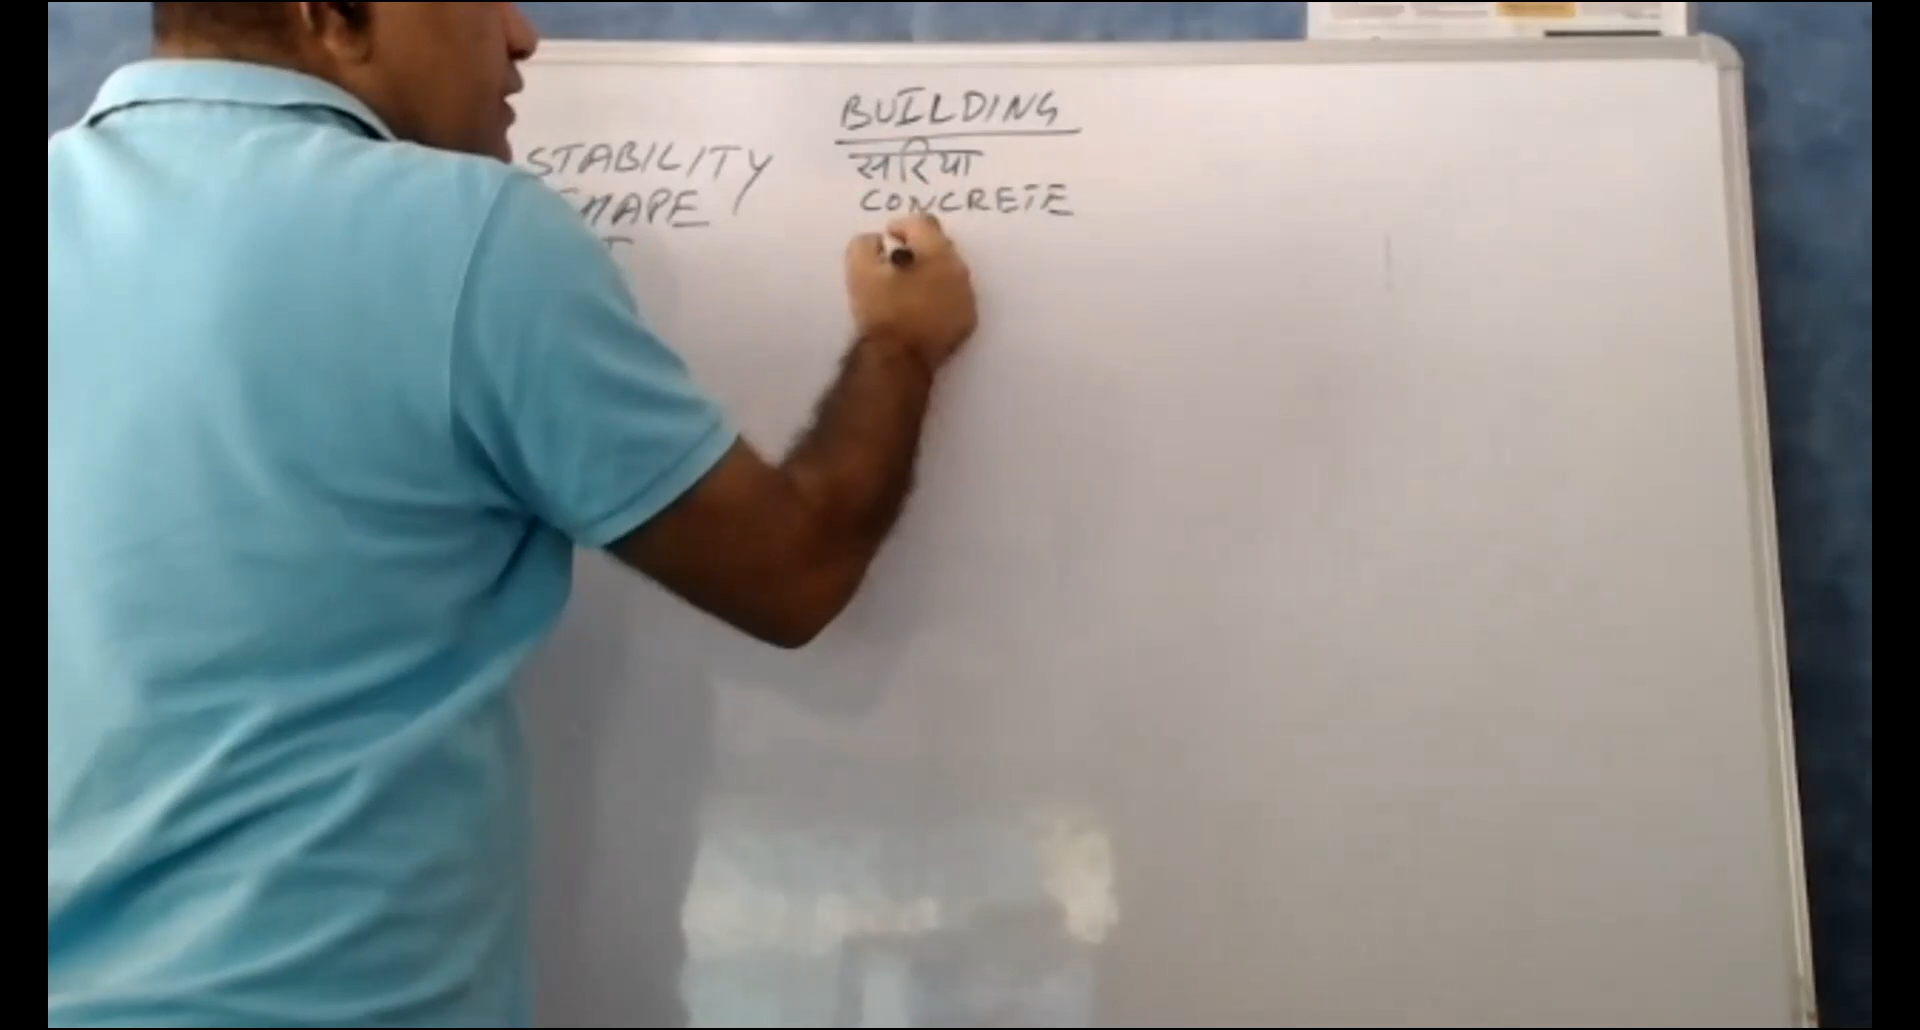 BUILDING
STABILITY
सरिया
SHAPE
CONCRETE